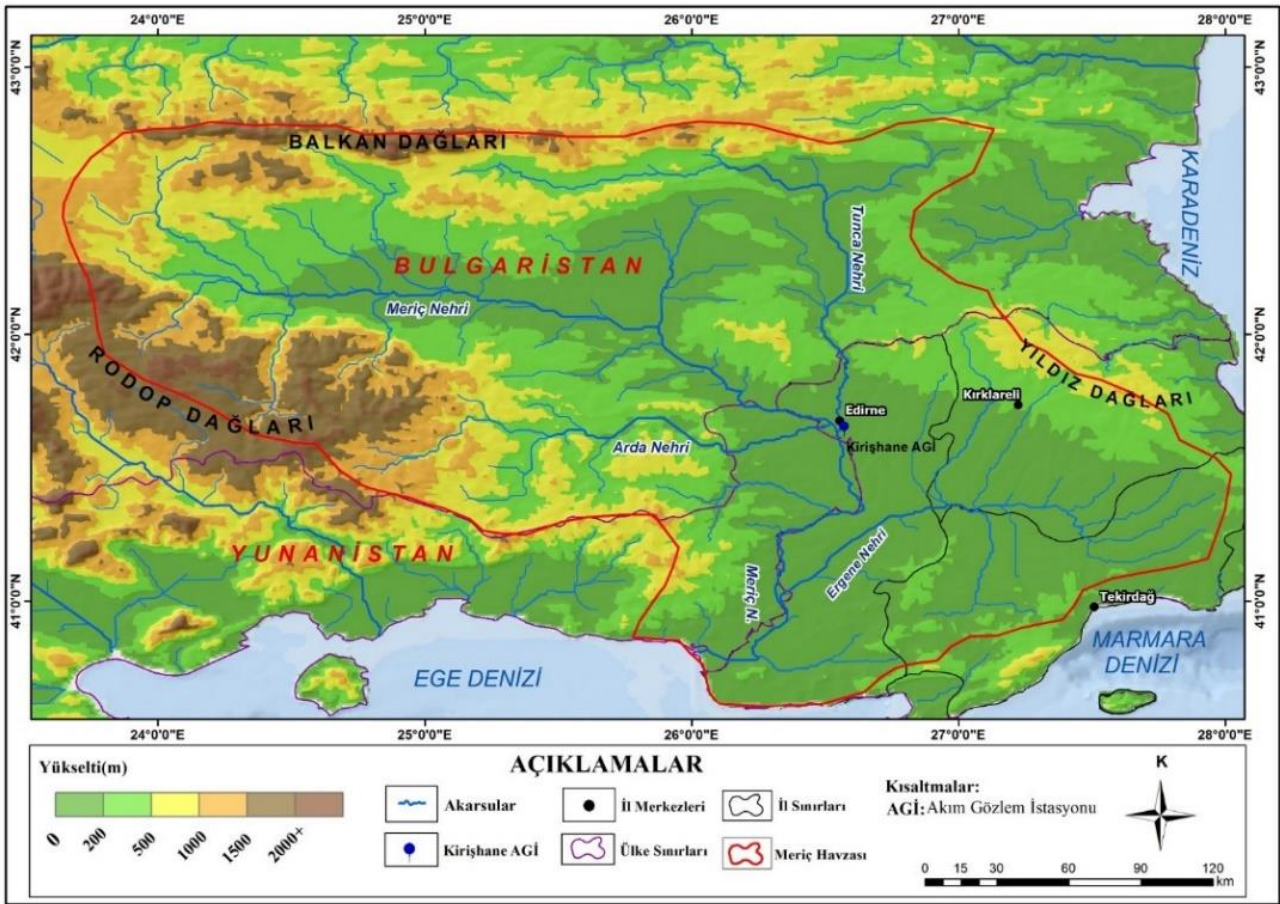 24°0'0"E
25°0'0"E
26°0'0"E
27°0'0"E
28°0'0"E
43°0'0"N
43°0'0"N
BALKAN DAĞLARI
KARADENİZ
Tunca Nehri
BULGARİSTAN
Meriç Nehri
42°0'0"N
42°0'0"N
RODOP DAĞLARI
YILDIZ DAĞLARI
Kırklareli
Edirne
Kirişhane AGİ
Arda Nehri
YUNANİSTAN
Ergene Nehri
Meriç N.
41°0'0"N
41°0'0"N
Tekirdağ
MARMARA
DENİZİ
EGE DENİZİ
24°0'0"E
25°0'0"E
26°0'0"E
27°0'0"E
28°0'0"E
AÇIKLAMALAR
Yükselti(m)
0
200
500
1000
1500
2000+
Akarsular
İl Merkezleri
İl Sınırları
Kirişhane AGİ
Ülke Sınırları
Meriç Havzası
Kısaltmalar:
AGİ: Akım Gözlem İstasyonu
K
0 15 30 60 90 120
km